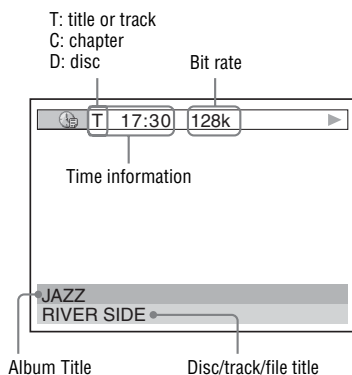 T: title or track
C: chapter
D: disc
Bit rate
T 17:30 128k
Time information
JAZZ
RIVER SIDE
Album Title
Disc/track/file title